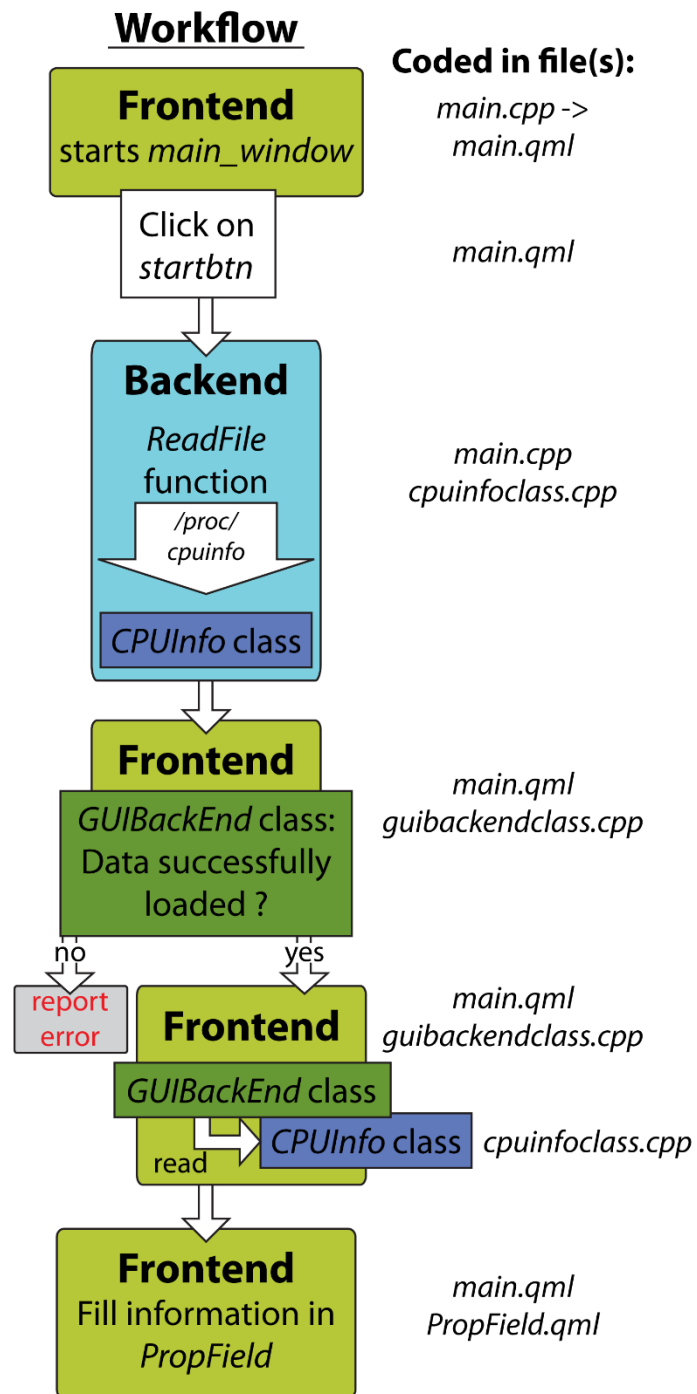 Workflow
Coded in file(s):
Frontend
starts main_window
main.cpp ->
main.qml
Click on
startbtn
main.qml
Backend
ReadFile
function
/proc/
cpuinfo
CPUInfo class
main.cpp
cpuinfoclass.cpp
Frontend
GUIBackEnd class:
Data successfully
loaded ?
main.qml
guibackendclass.cpp
no
yes
report
error
Frontend
GUIBackEnd class
main.qml
guibackendclass.cpp
read
CPUInfo class
cpuinfoclass.cpp
Frontend
Fill information in
PropField
main.qml
PropField.qml